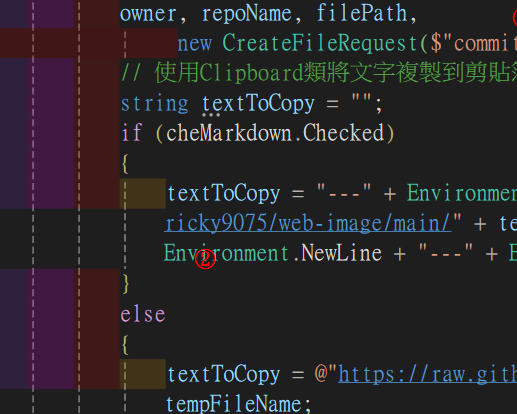 owner, repoName, filePath,
new CreateFileRequest($"commit
// 使用Clipboard類將文字複製到剪貼
string textToCopy = "";
if (cheMarkdown.Checked)
{
textToCopy = "---" + Environme
ricky9075/web-image/main/" + te
Environment.NewLine + "---" + E
}
else
{
textToCopy = @"https://raw.gith
tempFileName;